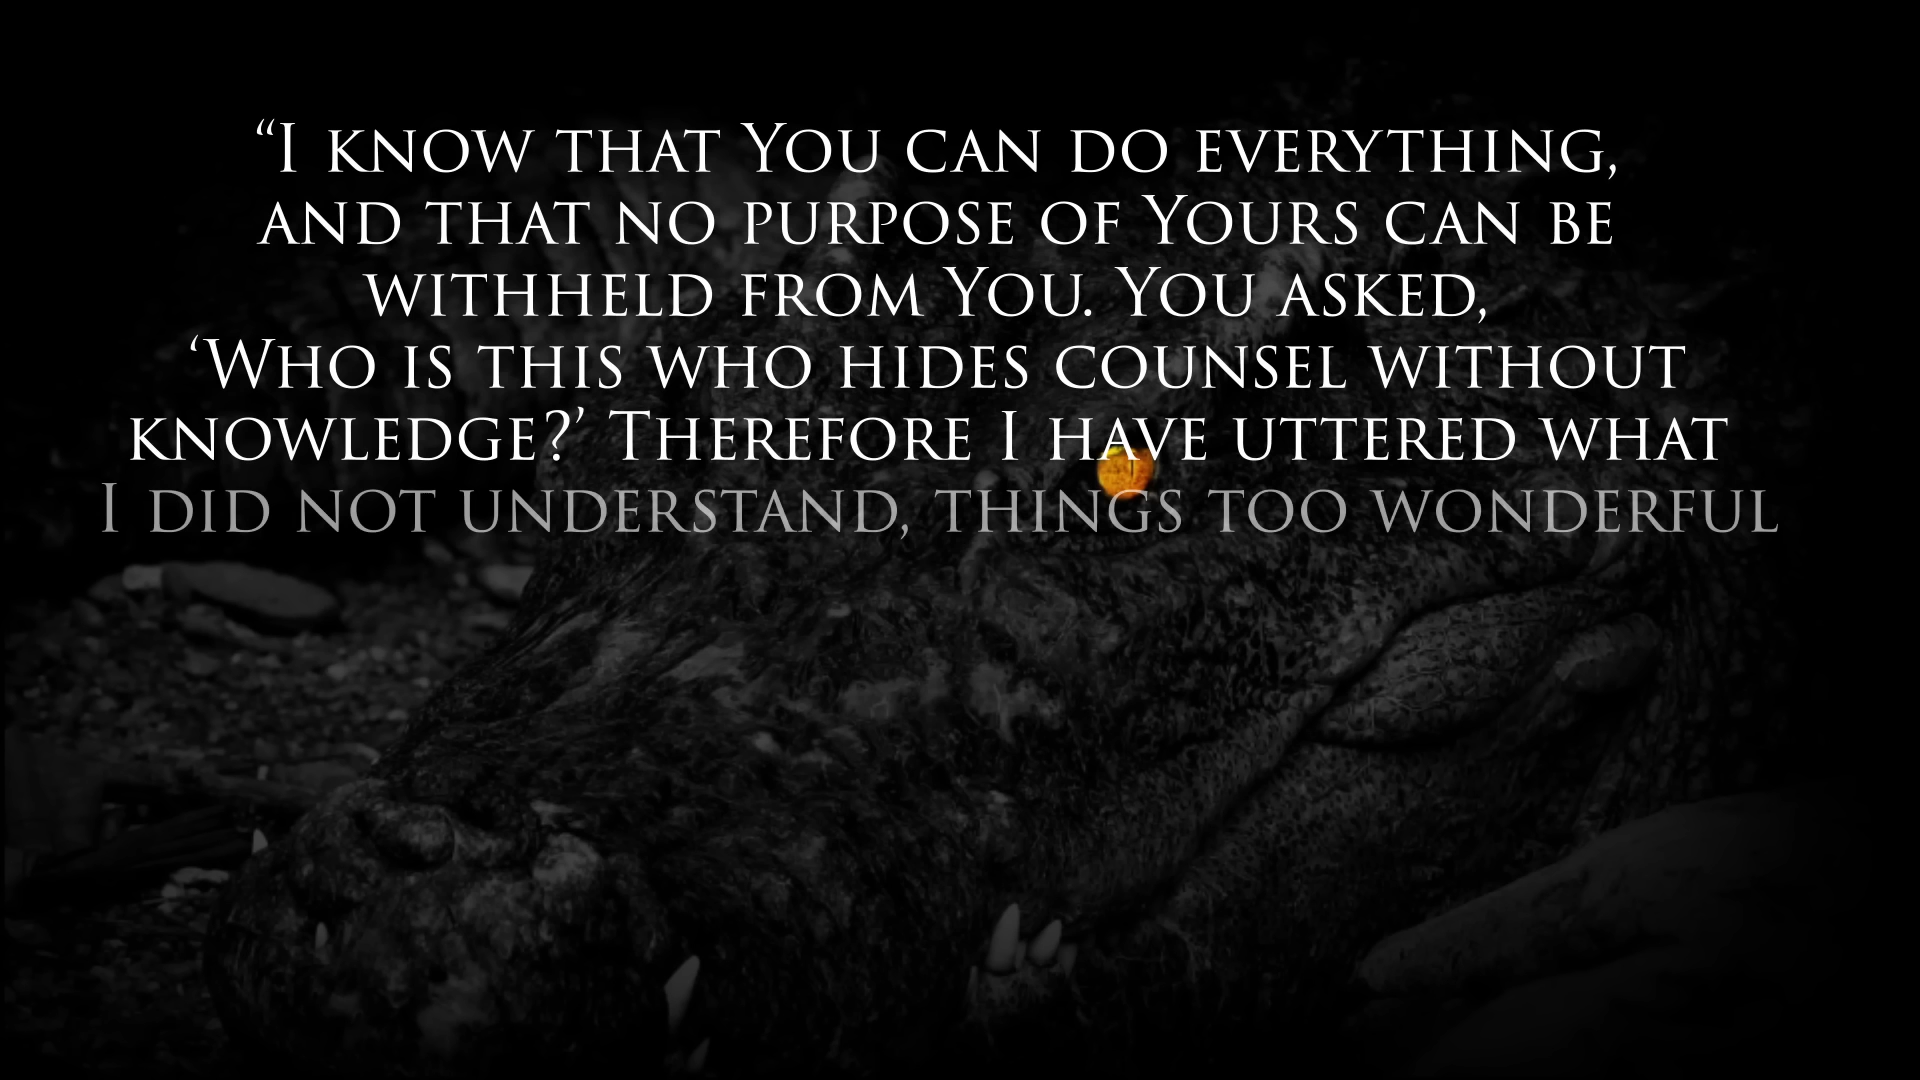 “I know that You can do everything,
and that no purpose of Yours can be
withheld from You. You asked,
‘Who is this who hides counsel without
knowledge?’ Therefore I have uttered what
I did not understand, things too wonderful